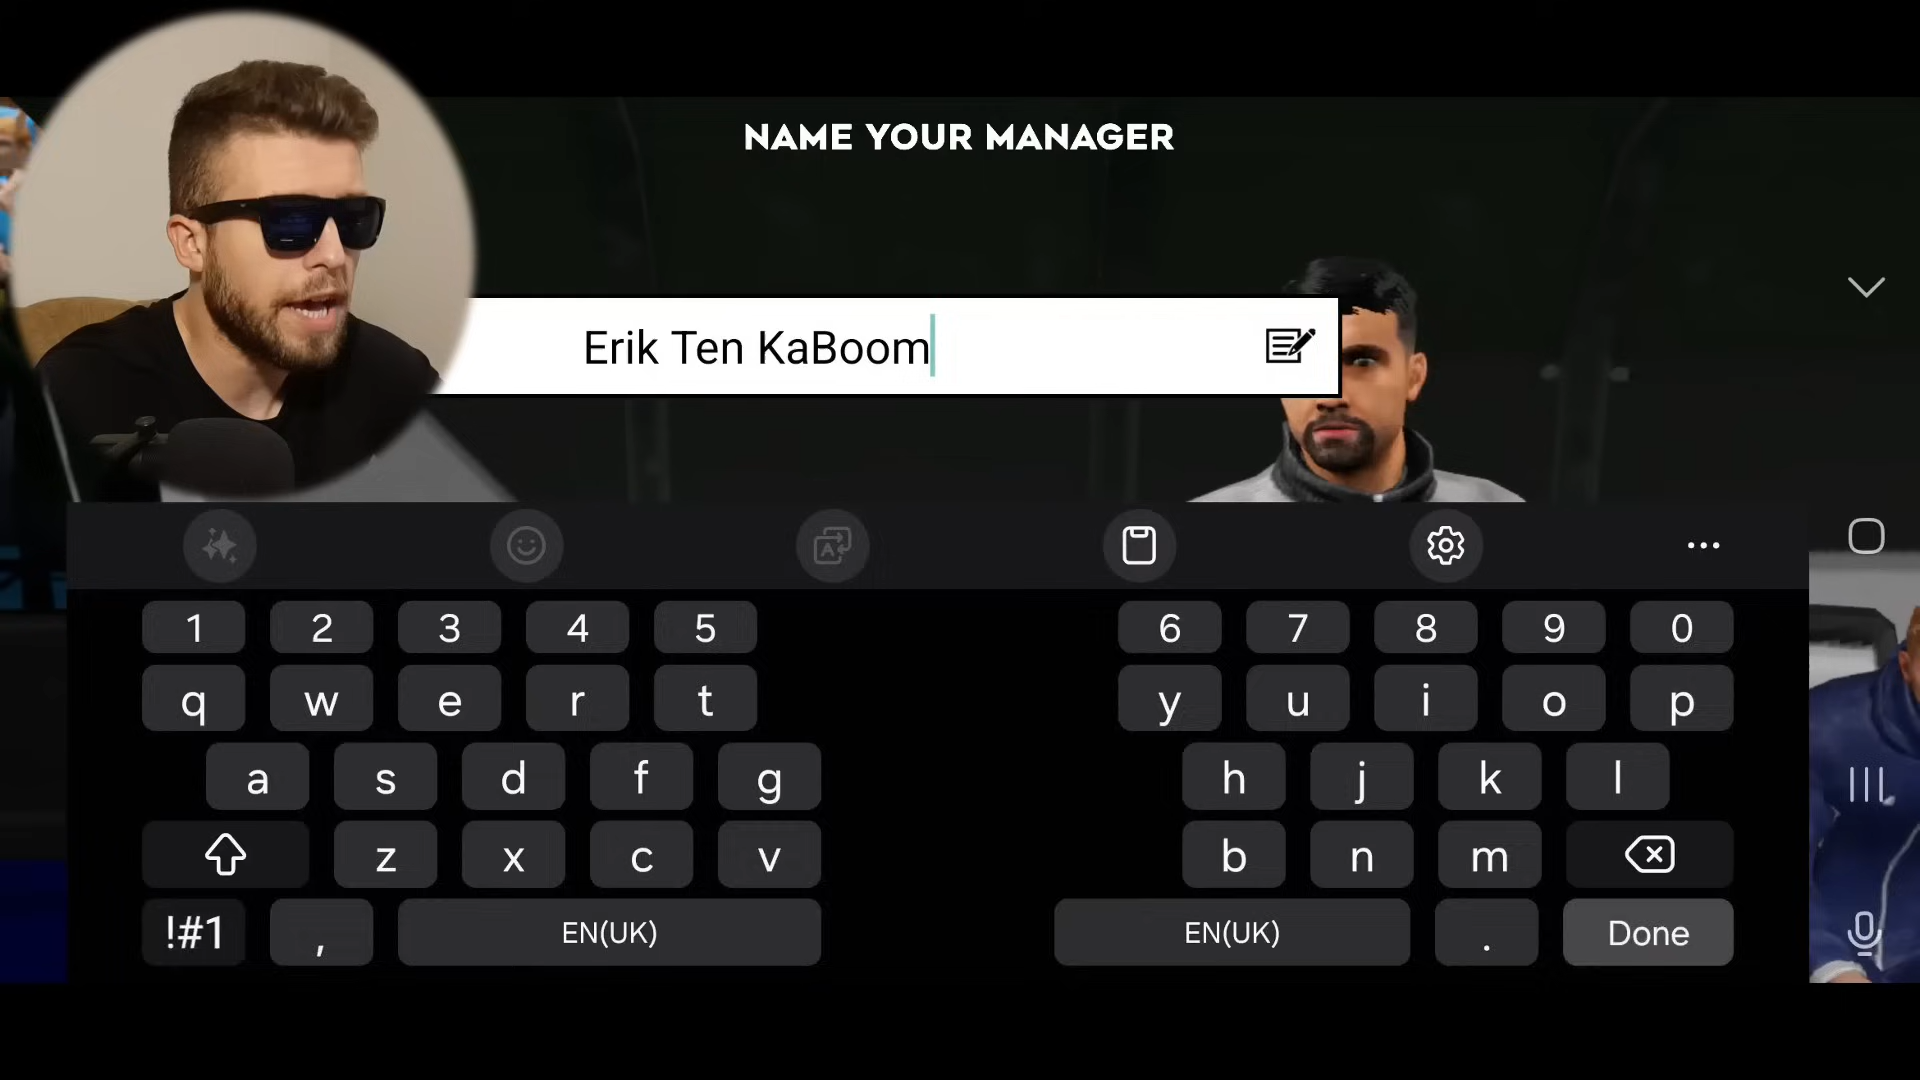 NAME YOUR MANAGER
Erik Ten KaBoom
1 2 3 4 5 6 7 8 9 0
q w e r t y u i o p
a s d f g h j k l
z x c v b n m
!#1 , EN(UK) EN(UK) . Done